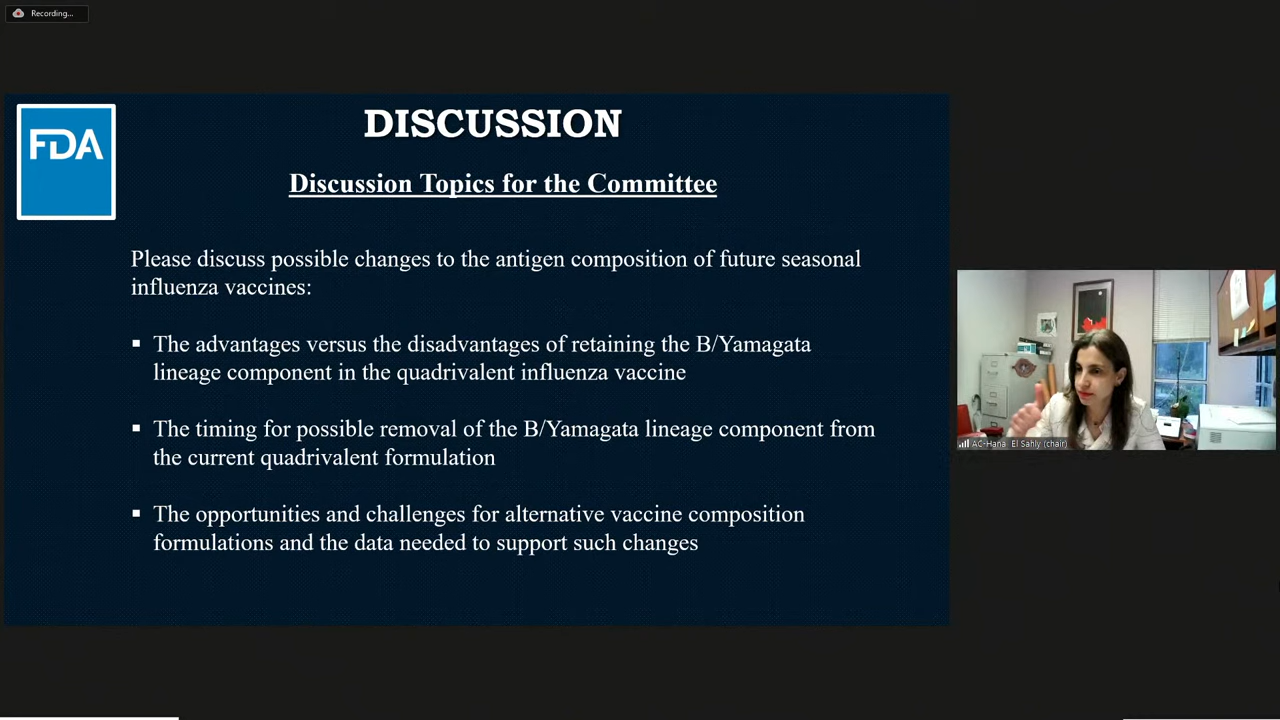 Recording...
FDA
DISCUSSION
Discussion Topics for the Committee
Please discuss possible changes to the antigen composition of future seasonal
influenza vaccines:
▪ The advantages versus the disadvantages of retaining the B/Yamagata
lineage component in the quadrivalent influenza vaccine
▪ The timing for possible removal of the B/Yamagata lineage component from
the current quadrivalent formulation
▪ The opportunities and challenges for alternative vaccine composition
formulations and the data needed to support such changes
AC-Hana El Sahly (chair)